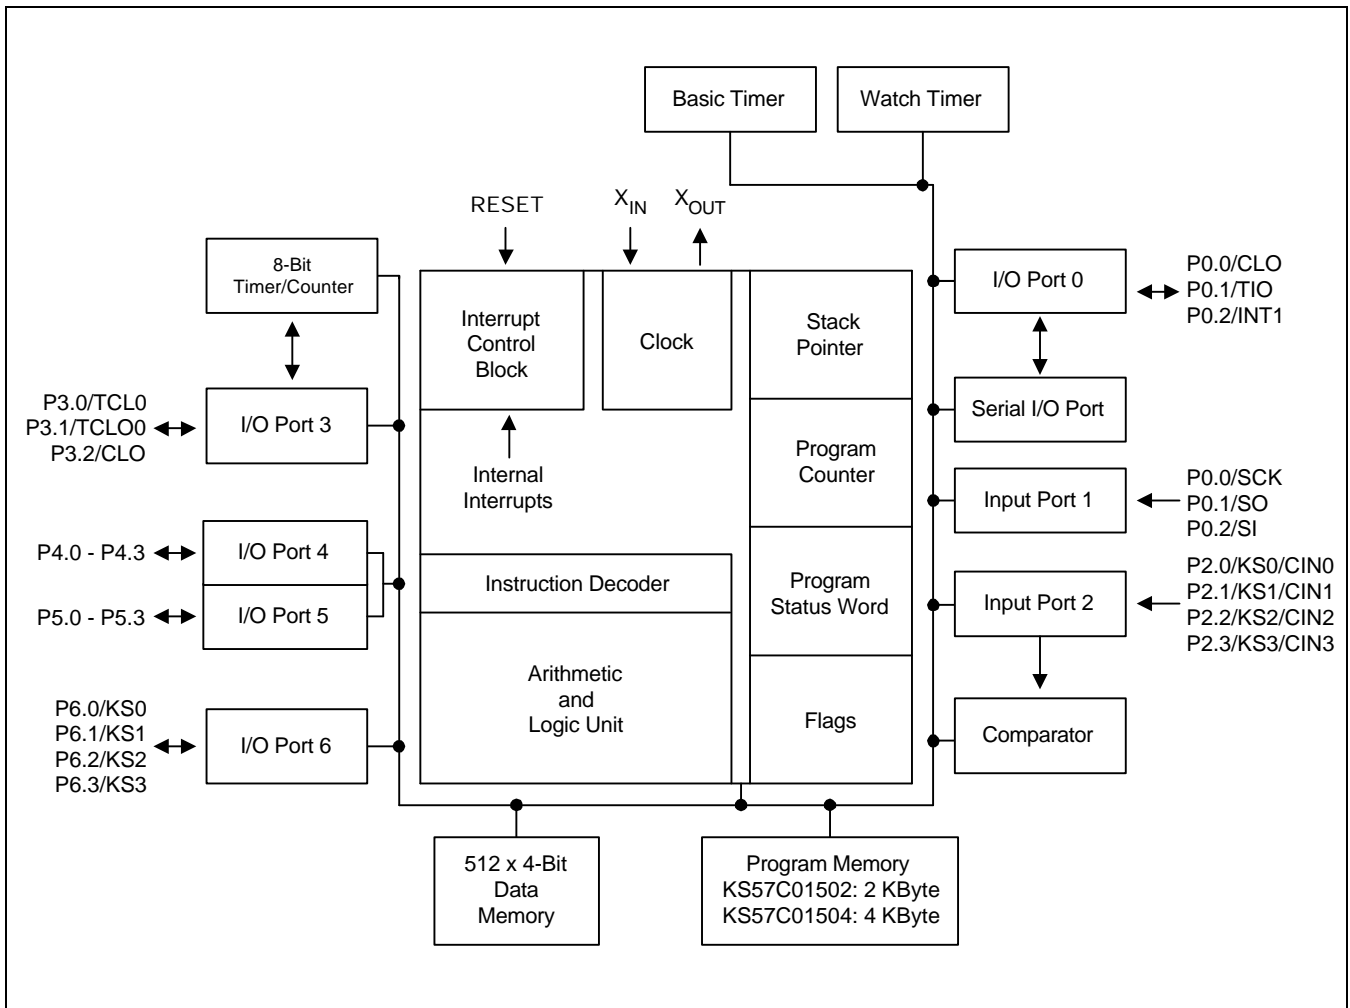 Basic Timer
Watch Timer
RESET
XIN
XOUT
8-Bit
Timer/Counter
Interrupt
Control
Block
Clock
Stack
Pointer
I/O Port 0
P0.0/CLO
P0.1/TIO
P0.2/INT1
P3.0/TCL0
P3.1/TCLO0
P3.2/CLO
I/O Port 3
Internal
Interrupts
Program
Counter
Serial I/O Port
Input Port 1
P0.0/SCK
P0.1/SO
P0.2/SI
P4.0 - P4.3
I/O Port 4
P5.0 - P5.3
I/O Port 5
Instruction Decoder
Program
Status Word
Input Port 2
P2.0/KS0/CIN0
P2.1/KS1/CIN1
P2.2/KS2/CIN2
P2.3/KS3/CIN3
P6.0/KS0
P6.1/KS1
P6.2/KS2
P6.3/KS3
I/O Port 6
Arithmetic
and
Logic Unit
Flags
Comparator
512 x 4-Bit
Data
Memory
Program Memory
KS57C01502: 2 KByte
KS57C01504: 4 KByte